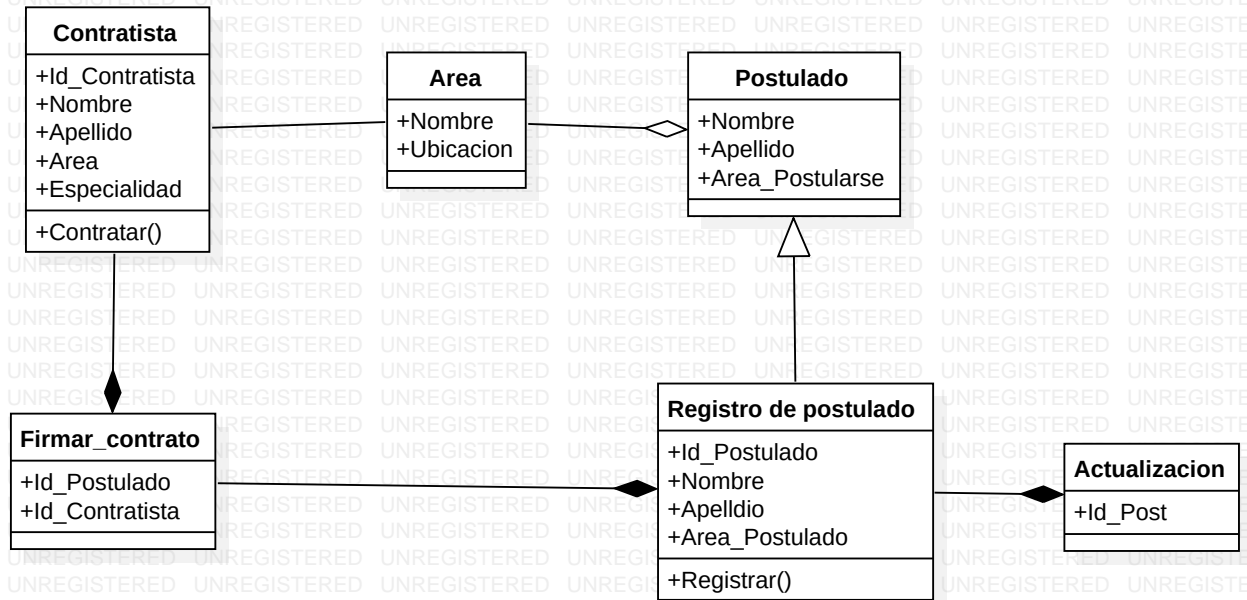 Contratista
+Id_Contratista
+Nombre
+Apellido
+Area
+Especialidad
+Contratar()
Area
+Nombre
+Ubicacion
Postulado
+Nombre
+Apellido
+Area_Postularse
Firmar_contrato
+Id_Postulado
+Id_Contratista
Registro de postulado
+Id_Postulado
+Nombre
+Apelldio
+Area_Postulado
+Registrar()
Actualizacion
+Id_Post
UNREGISTERED